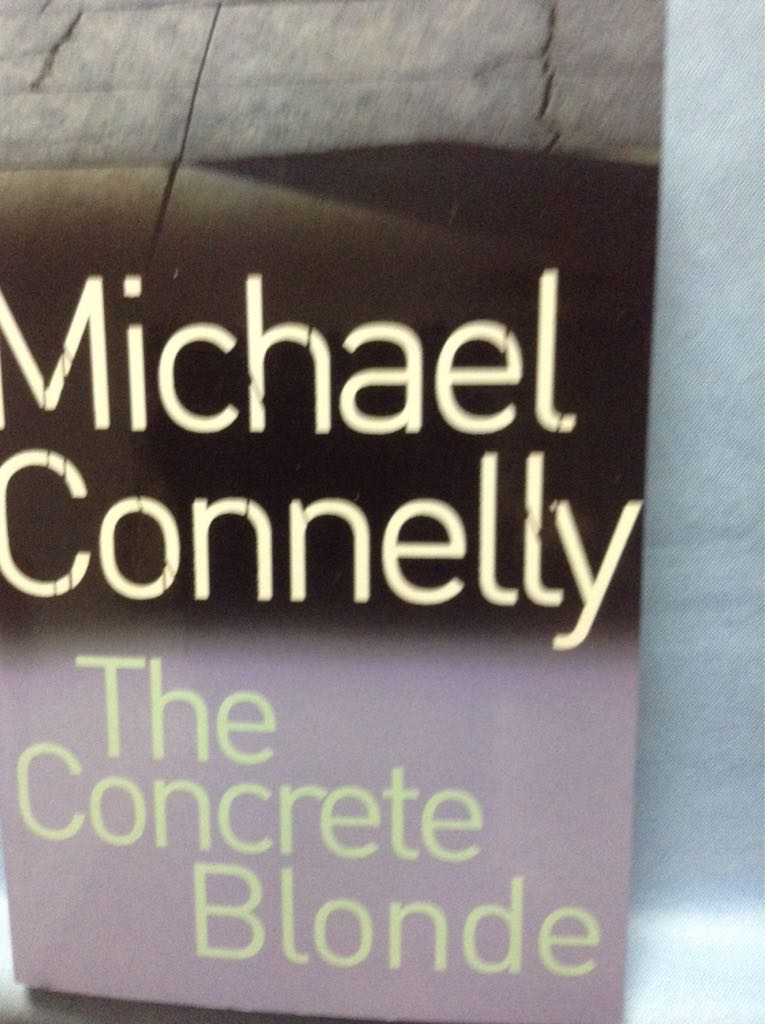 Michael
Connelly
The
Concrete
Blonde